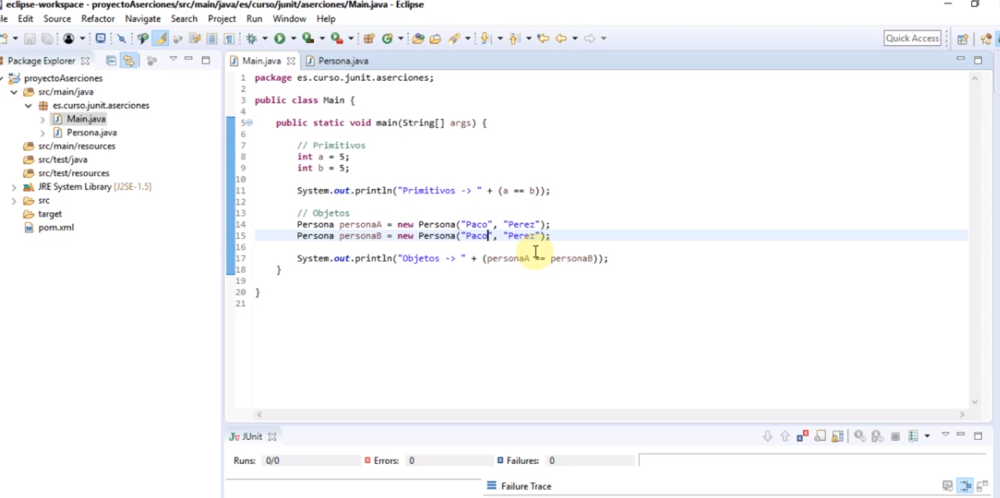 eclipse-workspace - proyectoAserciones/src/main/java/es/curso/junit/aserciones/Main.java - Eclipse
ile Edit Source Refactor Navigate Search Project Run Window Help
Quick Access
Package Explorer
proyectoAserciones
src/main/java
es.curso.junit.aserciones
Main.java
Persona.java
src/main/resources
src/test/java
src/test/resources
JRE System Library [J2SE-1.5]
src
target
pom.xml
Main.java Persona.java
1 package es.curso.junit.aserciones;
2
3 public class Main {
4
5 public static void main(String[] args) {
6
7 // Primitivos
8 int a = 5;
9 int b = 5;
10
11 System.out.println("Primitivos -> " + (a == b));
12
13 // Objetos
14 Persona personaA = new Persona("Paco", "Perez");
15 Persona personaB = new Persona("Paco", "Perez");
16
17 System.out.println("Objetos -> " + (personaA == personaB));
18 }
19
20 }
21
Ju JUnit
Runs: 0/0 Errors: 0 Failures: 0
Failure Trace